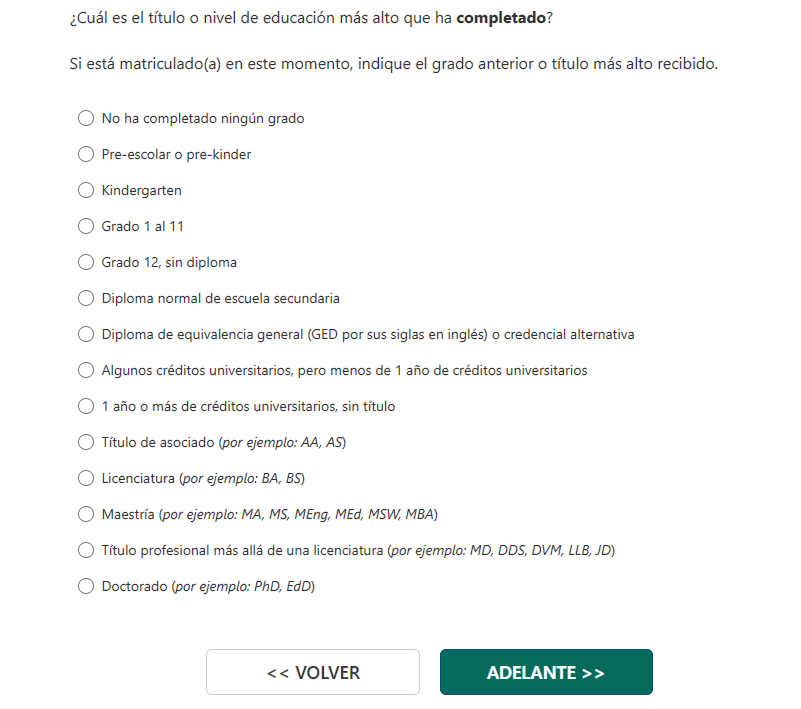 ¿Cuál es el título o nivel de educación más alto que ha completado?
Si está matriculado(a) en este momento, indique el grado anterior o título más alto recibido.
No ha completado ningún grado
Pre-escolar o pre-kinder
Kindergarten
Grado 1 al 11
Grado 12, sin diploma
Diploma normal de escuela secundaria
Diploma de equivalencia general (GED por sus siglas en inglés) o credencial alternativa
Algunos créditos universitarios, pero menos de 1 año de créditos universitarios
1 año o más de créditos universitarios, sin título
Título de asociado (por ejemplo: AA, AS)
Licenciatura (por ejemplo: BA, BS)
Maestría (por ejemplo: MA, MS, MEng, MEd, MSW, MBA)
Título profesional más allá de una licenciatura (por ejemplo: MD, DDS, DVM, LLB, JD)
Doctorado (por ejemplo: PhD, EdD)
<< VOLVER
ADELANTE >>